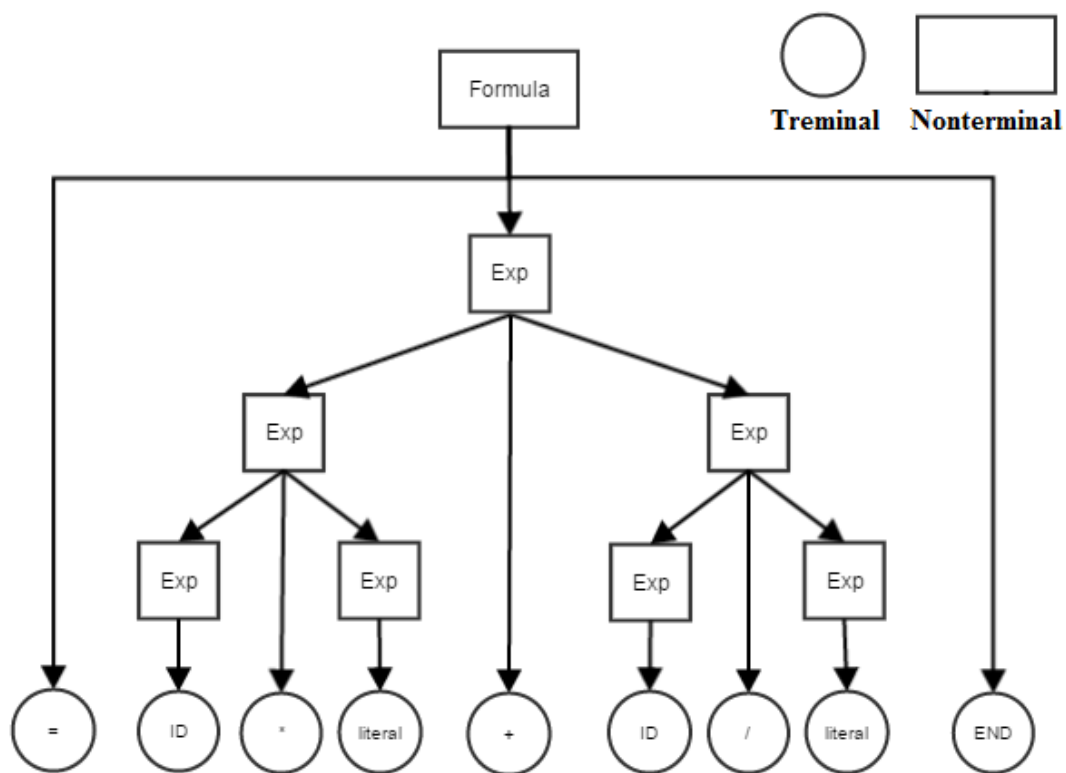 Formula
Treminal Nonterminal
Exp
Exp Exp
Exp Exp Exp Exp
= ID * literal + ID / literal END